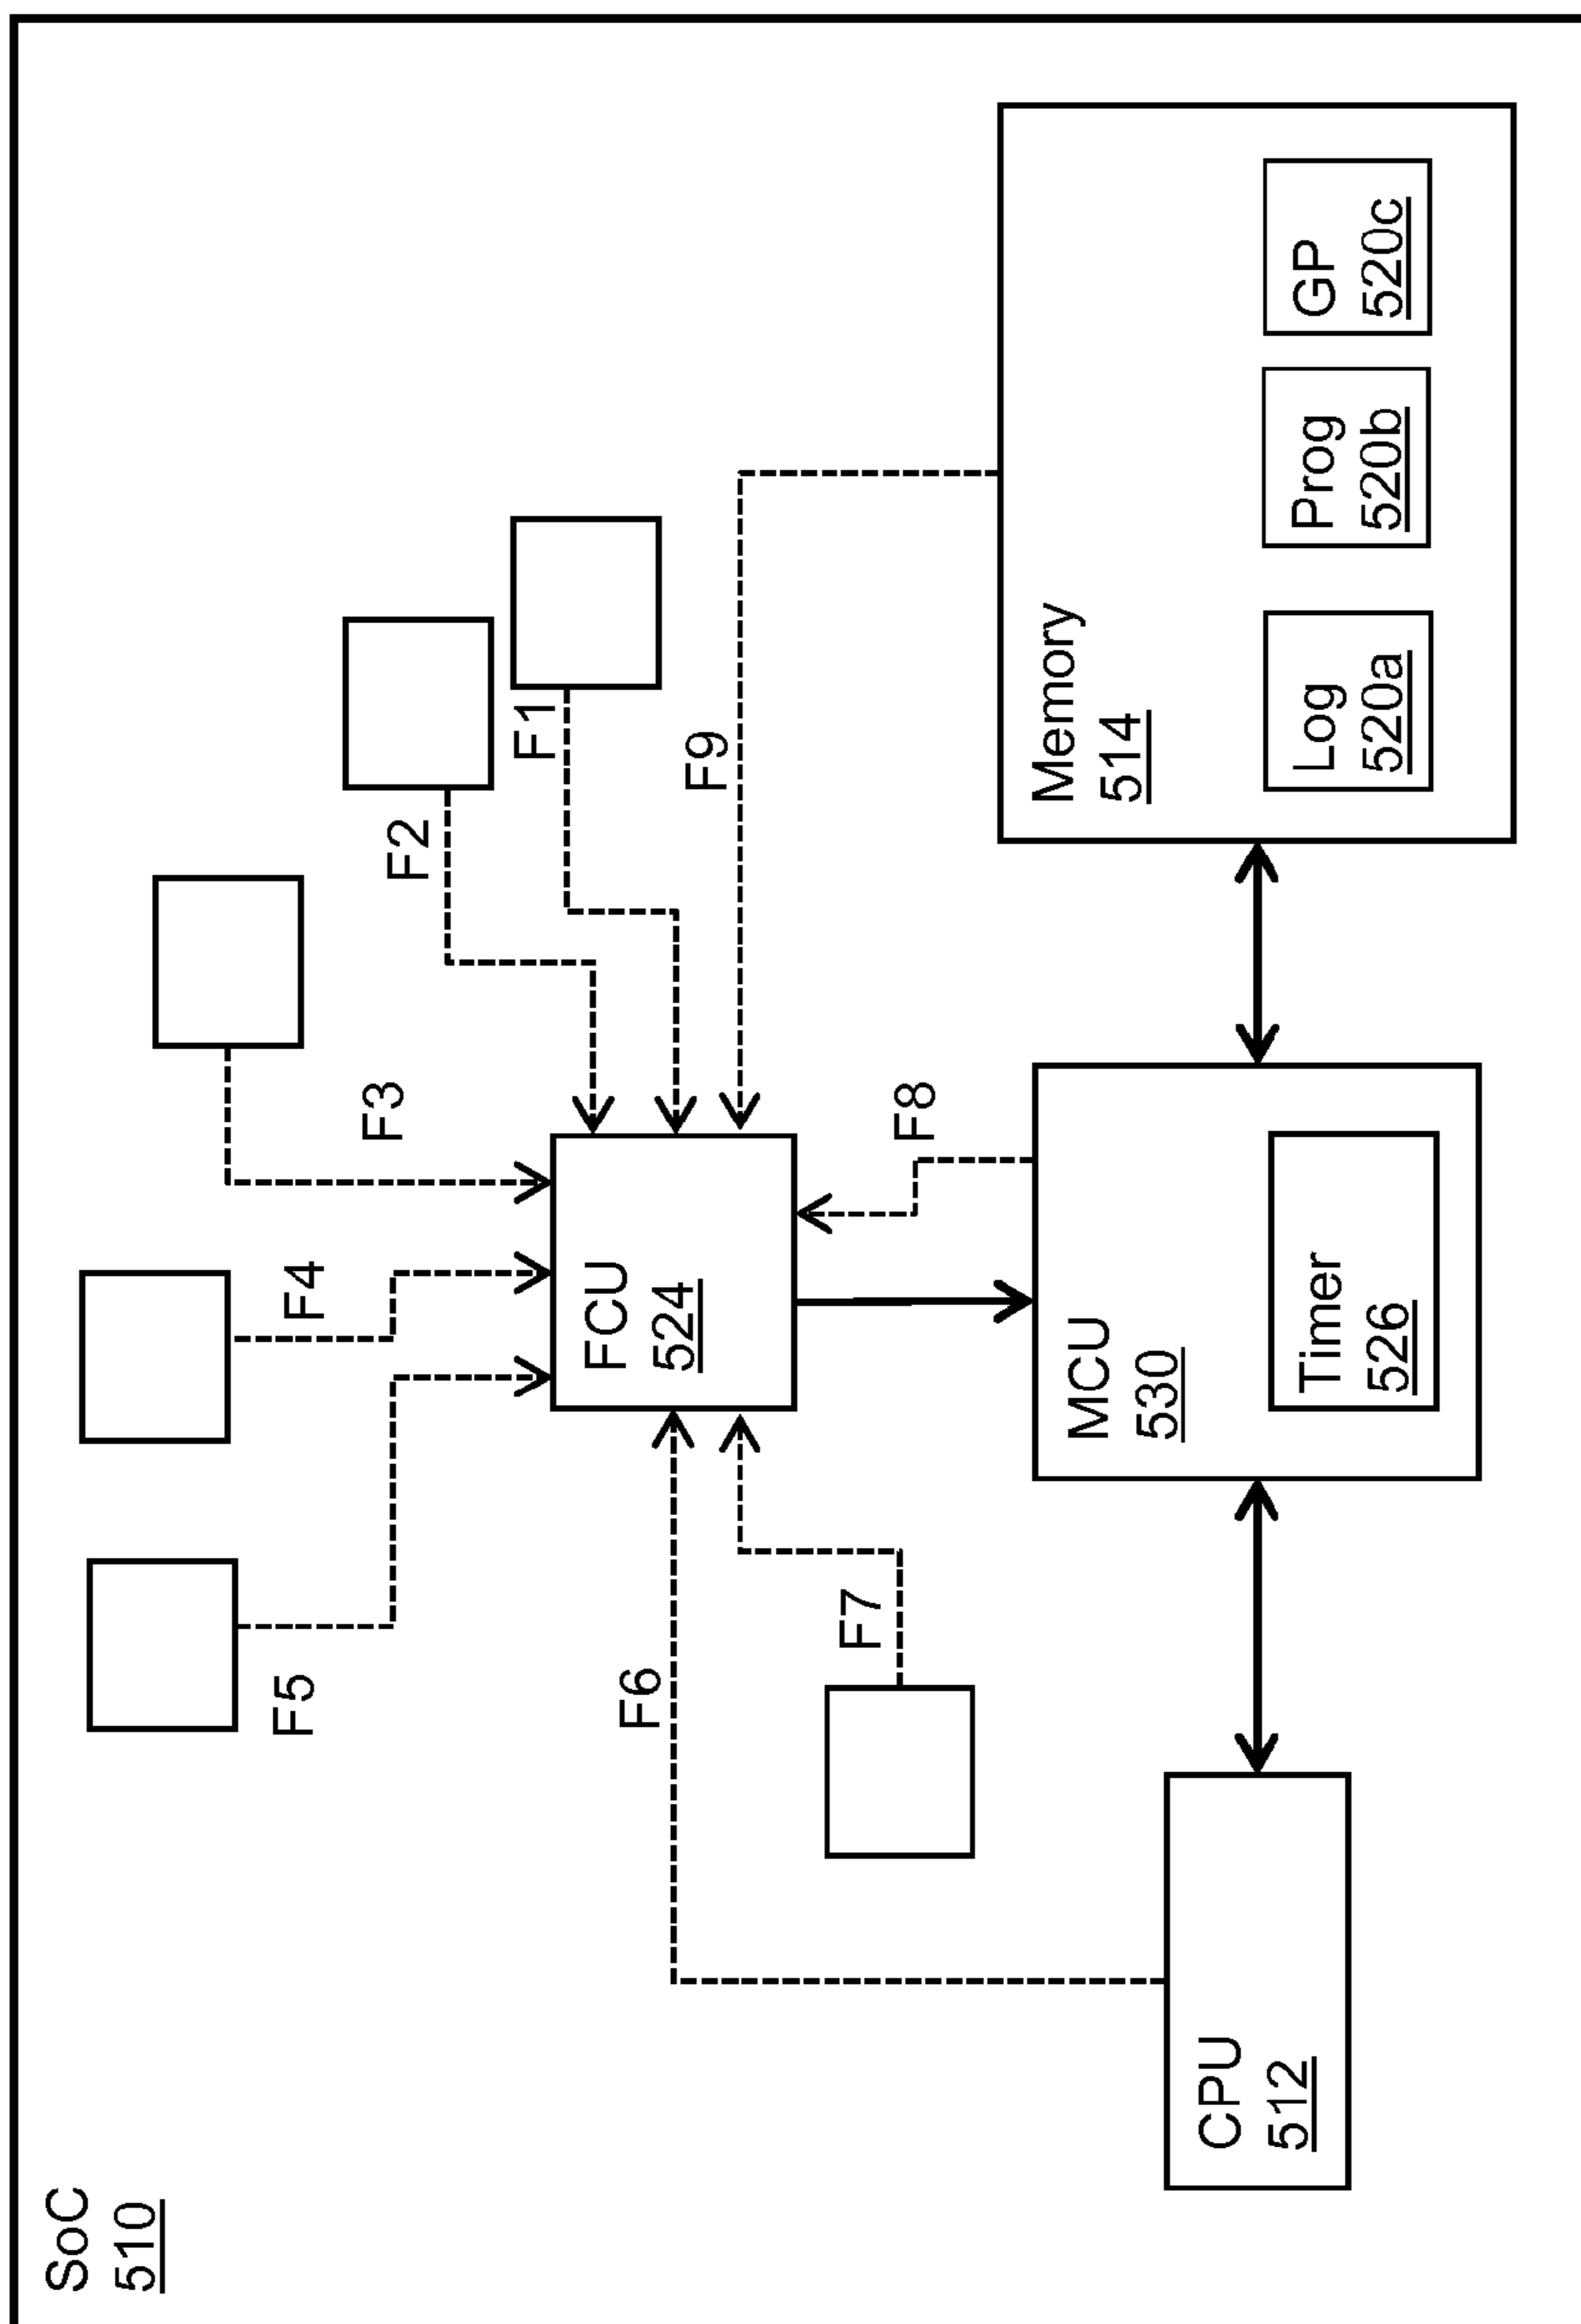 SoC
510
F5
F4
F3
F2
F1
F6
F9
FCU
524
F7
F8
CPU
512
MCU
530
Timer
526
Memory
514
Log
520a
Prog
520b
GP
520c